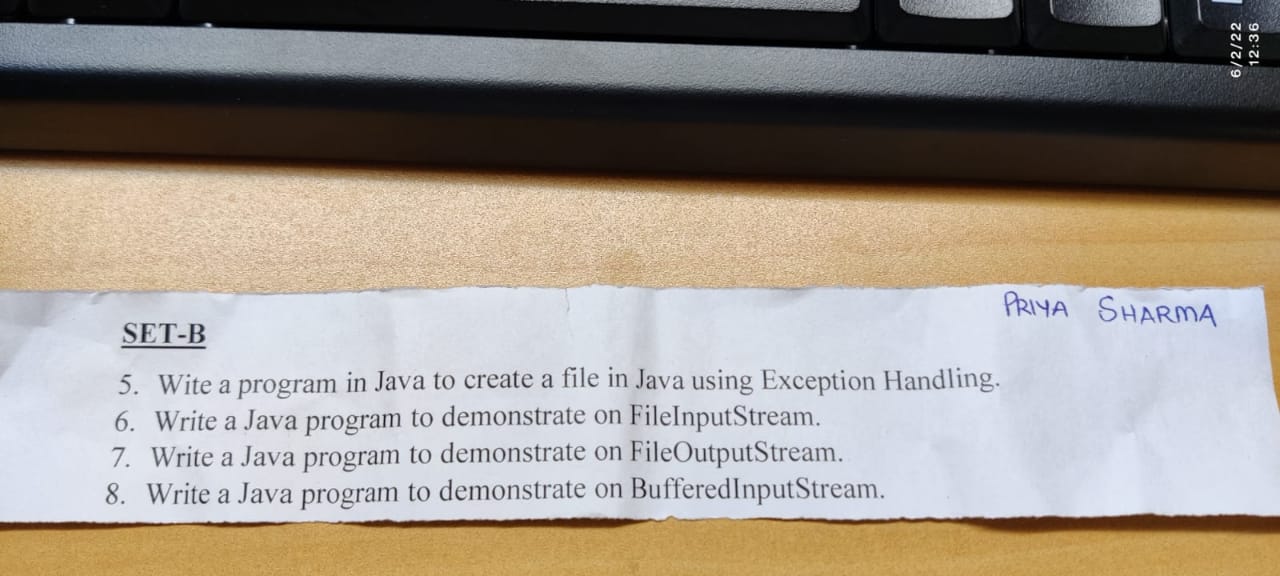 6/2/22
12:36
PRIYA SHARMA
SET-B
5. Wite a program in Java to create a file in Java using Exception Handling.
6. Write a Java program to demonstrate on FileInputStream.
7. Write a Java program to demonstrate on FileOutputStream.
8. Write a Java program to demonstrate on BufferedInputStream.